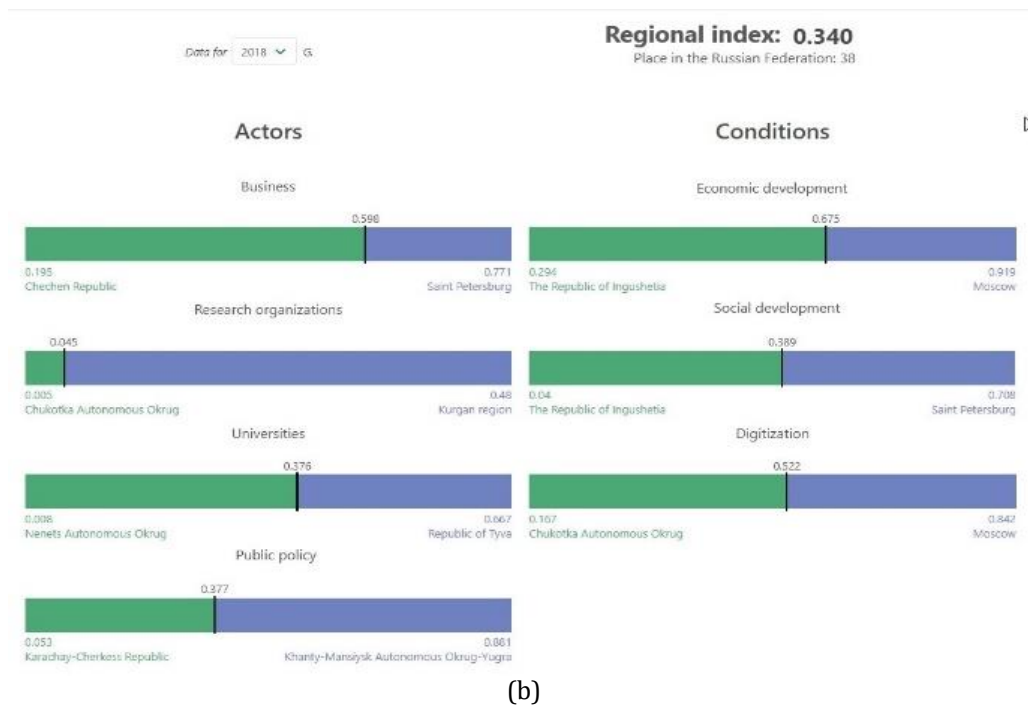 Data for 2018 G.
Regional index: 0.340
Place in the Russian Federation: 38
Actors
Business
0.598
0.195
0.771
Chechen Republic
Saint Petersburg
Research organizations
0.045
0.005
0.48
Chukotka Autonomous Okrug
Kurgan region
Universities
0.376
0.008
0.667
Nenets Autonomous Okrug
Republic of Tyva
Public policy
0.377
0.053
0.881
Karachay-Cherkess Republic
Khanty-Mansiysk Autonomous Okrug-Yugra
Conditions
Economic development
0.675
0.294
0.919
The Republic of Ingushetia
Moscow
Social development
0.389
0.04
0.708
The Republic of Ingushetia
Saint Petersburg
Digitization
0.522
0.167
0.842
Chukotka Autonomous Okrug
Moscow
(b)